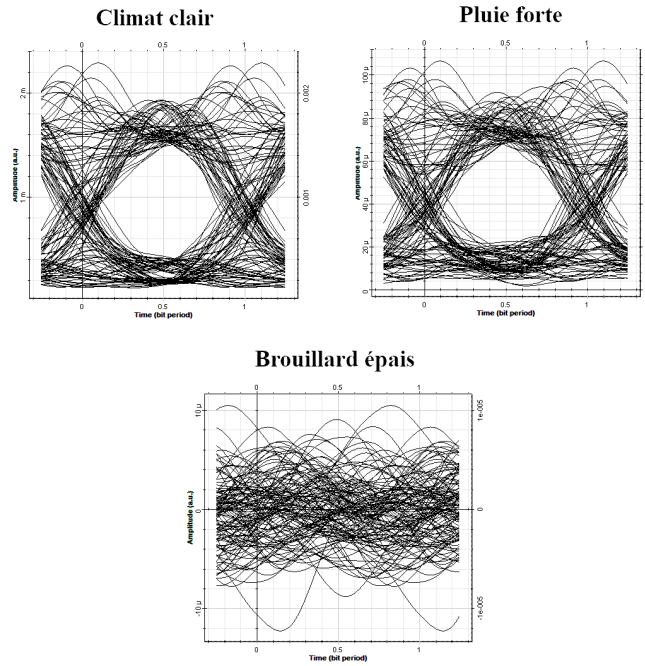 Climat clair
Pluie forte
0 0.5 1
2 m
1 m
0.002
0.001
Amplitude (a.u.)
0 0.5 1
Time (bit period)
0 0.5 1
100 µ
80 µ
60 µ
40 µ
20 µ
0
Amplitude (a.u.)
0 0.5 1
Time (bit period)
Brouillard épais
0 0.5 1
10 µ
0
-10 µ
1e-005
0
-1e-005
Amplitude (a.u.)
0 0.5 1
Time (bit period)